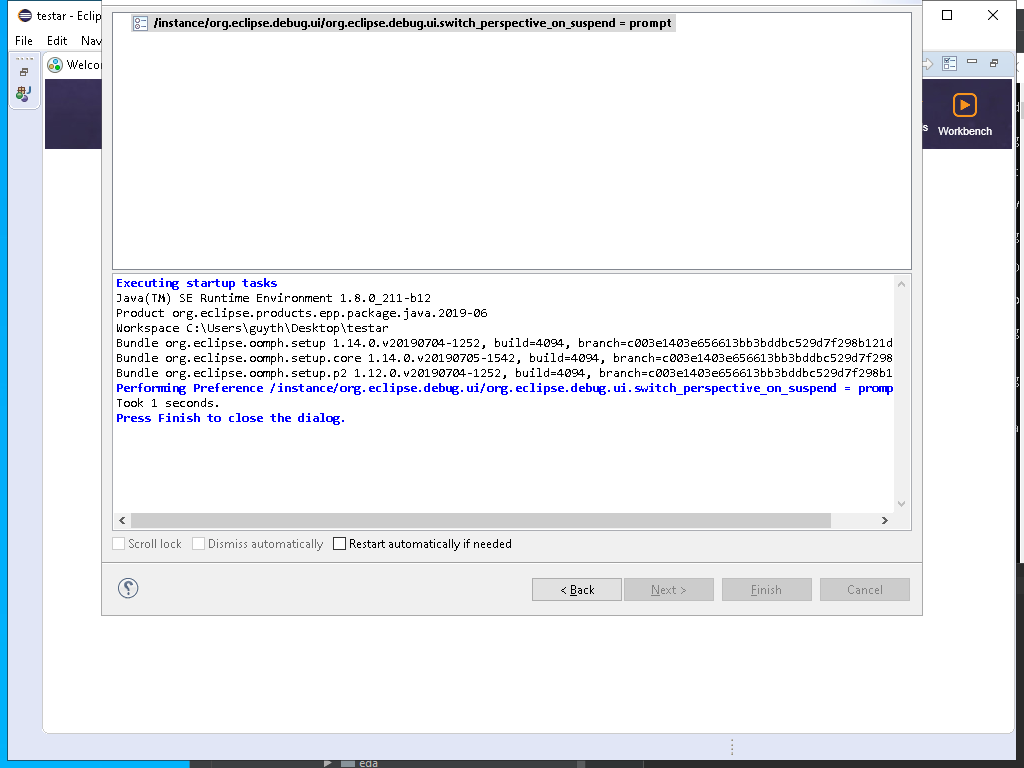 testar - Eclip
/instance/org.eclipse.debug.ui/org.eclipse.debug.ui.switch_perspective_on_suspend = prompt
File Edit Nav
Welco
s Workbench
Executing startup tasks
Java(TM) SE Runtime Environment 1.8.0_211-b12
Product org.eclipse.products.epp.package.java.2019-06
Workspace C:\Users\guyth\Desktop\testar
Bundle org.eclipse.oomph.setup 1.14.0.v20190704-1252, build=4094, branch=c003e1403e656613bb3bddbc529d7f298b121d
Bundle org.eclipse.oomph.setup.core 1.14.0.v20190705-1542, build=4094, branch=c003e1403e656613bb3bddbc529d7f298
Bundle org.eclipse.oomph.setup.p2 1.12.0.v20190704-1252, build=4094, branch=c003e1403e656613bb3bddbc529d7f298b1
Performing Preference /instance/org.eclipse.debug.ui/org.eclipse.debug.ui.switch_perspective_on_suspend = promp
Took 1 seconds.
Press Finish to close the dialog.
Scroll lock Dismiss automatically Restart automatically if needed
< Back Next > Finish Cancel
eda